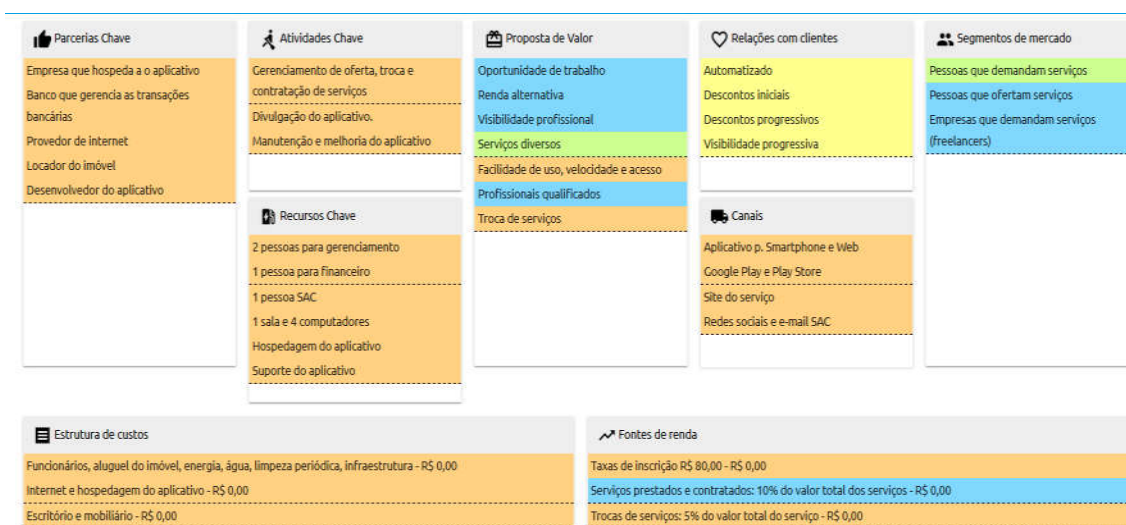 Parcerias Chave
Empresa que hospeda a o aplicativo
Banco que gerencia as transações
bancárias
Provedor de internet
Locador do imóvel
Desenvolvedor do aplicativo
Atividades Chave
Gerenciamento de oferta, troca e
contratação de serviços
Divulgação do aplicativo.
Manutenção e melhoria do aplicativo
Recursos Chave
2 pessoas para gerenciamento
1 pessoa para financeiro
1 pessoa SAC
1 sala e 4 computadores
Hospedagem do aplicativo
Suporte do aplicativo
Proposta de Valor
Oportunidade de trabalho
Renda alternativa
Visibilidade profissional
Serviços diversos
Facilidade de uso, velocidade e acesso
Profissionais qualificados
Troca de serviços
Relações com clientes
Automatizado
Descontos iniciais
Descontos progressivos
Visibilidade progressiva
Canais
Aplicativo p. Smartphone e Web
Google Play e Play Store
Site do serviço
Redes sociais e e-mail SAC
Segmentos de mercado
Pessoas que demandam serviços
Pessoas que ofertam serviços
Empresas que demandam serviços
(freelancers)
Estrutura de custos
Funcionários, aluguel do imóvel, energia, água, limpeza periódica, infraestrutura - R$ 0,00
Internet e hospedagem do aplicativo - R$ 0,00
Escritório e mobiliário - R$ 0,00
Fontes de renda
Taxas de inscrição R$ 80,00 - R$ 0,00
Serviços prestados e contratados: 10% do valor total dos serviços - R$ 0,00
Trocas de serviços: 5% do valor total do serviço - R$ 0,00